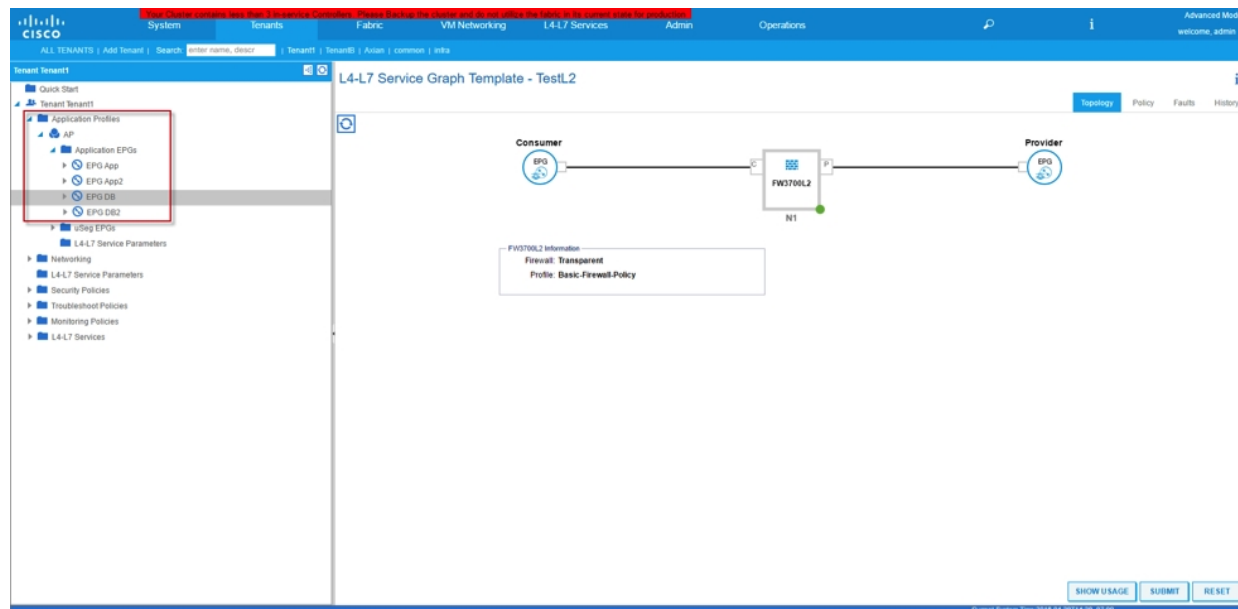 Your Cluster contains less than 3 in-service Controllers. Please Backup the cluster and do not utilize the fabric in its current state for production.
Advanced Mod
welcome, admin
CISCO
System
Tenants
Fabric
VM Networking
L4-L7 Services
Admin
Operations
i
ALL TENANTS | Add Tenant | Search: enter name, descr | Tenant1 | TenantB | Axian | common | infra
Tenant Tenant1
Quick Start
Tenant Tenant1
Application Profiles
AP
Application EPGs
EPG App
EPG App2
EPG DB
EPG DB2
uSeg EPGs
L4-L7 Service Parameters
Networking
L4-L7 Service Parameters
Security Policies
Troubleshoot Policies
Monitoring Policies
L4-L7 Services
L4-L7 Service Graph Template - TestL2
i
Topology
Policy
Faults
History
Consumer
EPG
C
FW3700L2
P
N1
Provider
EPG
FW3700L2 Information
Firewall: Transparent
Profile: Basic-Firewall-Policy
SHOW USAGE
SUBMIT
RESET
Current System Time